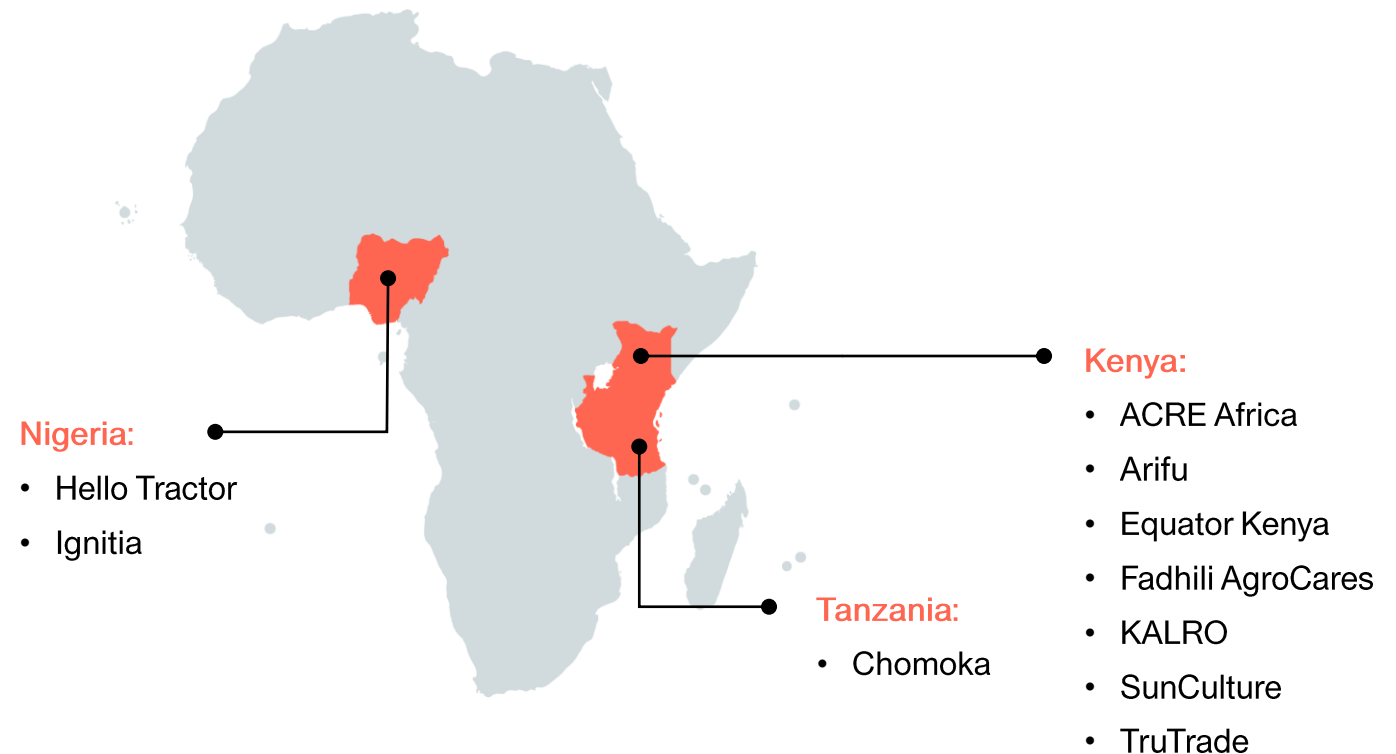 Nigeria:
• Hello Tractor
• Ignitia
Tanzania:
• Chomoka
Kenya:
• ACRE Africa
• Arifu
• Equator Kenya
• Fadhili AgroCares
• KALRO
• SunCulture
• TruTrade